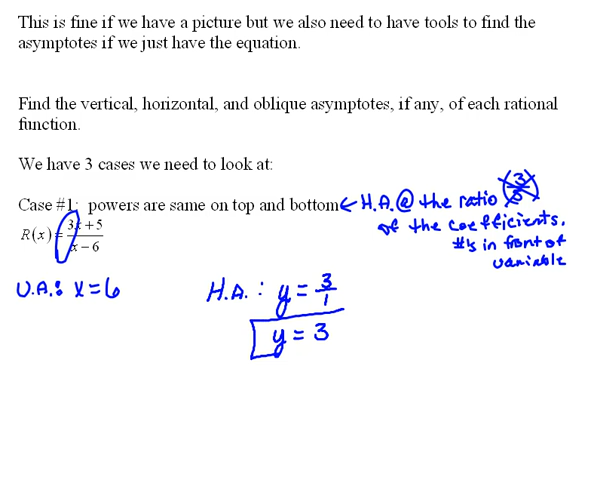 This is fine if we have a picture but we also need to have tools to find the
asymptotes if we just have the equation.
Find the vertical, horizontal, and oblique asymptotes, if any, of each rational
function.
We have 3 cases we need to look at:
Case #1: powers are same on top and bottom ← H.A. @ the ratio
of the coefficients.
#'s in front of
variable
R(x) = (3x + 5)/(x − 6)
V.A.: x = 6
H.A.: y = 3/1
y = 3